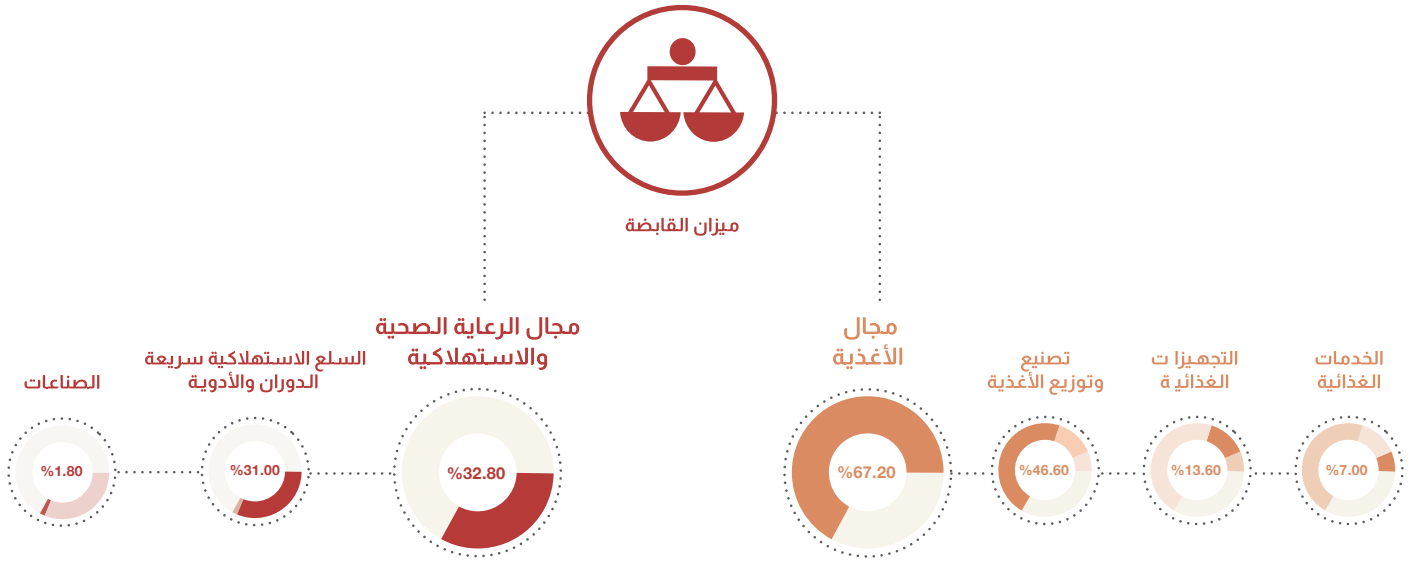 ميزان القابضة
مجال
الأغذية
%67.20
تصنيع
وتوزيع الأغذية
%46.60
التجهيزا ت
الغذائي ة
%13.60
الخدمات
الغذائية
%7.00
مجال الرعاية الصحية
والاستهلاكية
%32.80
السلع الاستهلاكية سريعة
الدوران والأدوية
%31.00
الصناعات
%1.80